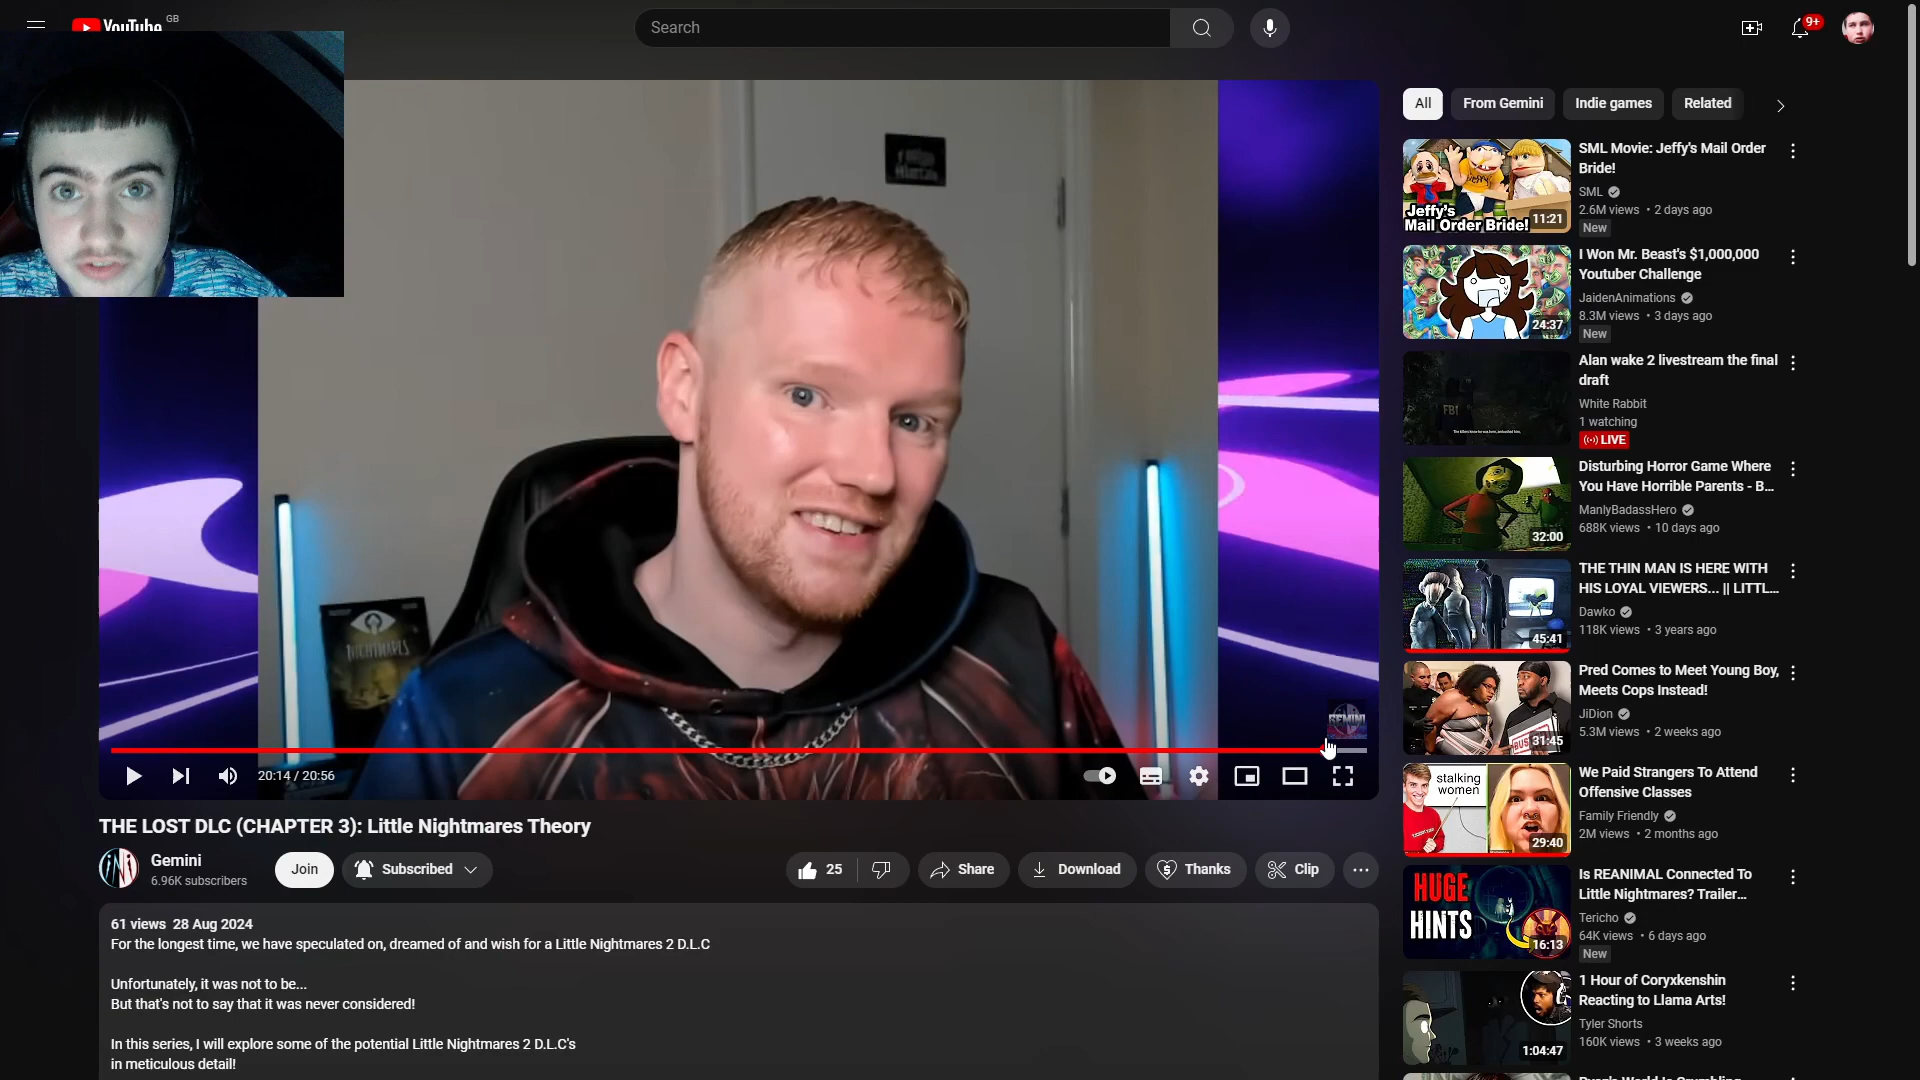 YouTube GB
Search
9+
NIGHTMARES
GEMINI
20:14 / 20:56
THE LOST DLC (CHAPTER 3): Little Nightmares Theory
Gemini
6.96K subscribers
Join
Subscribed
25
Share
Download
Thanks
Clip
61 views 28 Aug 2024
For the longest time, we have speculated on, dreamed of and wish for a Little Nightmares 2 D.L.C
Unfortunately, it was not to be...
But that's not to say that it was never considered!
In this series, I will explore some of the potential Little Nightmares 2 D.L.C's
in meticulous detail!
All
From Gemini
Indie games
Related
Jeffy's
Mail Order Bride!
11:21
SML Movie: Jeffy's Mail Order
Bride!
SML
2.6M views • 2 days ago
New
24:37
I Won Mr. Beast's $1,000,000
Youtuber Challenge
JaidenAnimations
8.3M views • 3 days ago
New
FBI
Alan wake 2 livestream the final
draft
White Rabbit
1 watching
LIVE
32:00
Disturbing Horror Game Where
You Have Horrible Parents - B...
ManlyBadassHero
688K views • 10 days ago
45:41
THE THIN MAN IS HERE WITH
HIS LOYAL VIEWERS... || LITTL...
Dawko
118K views • 3 years ago
31:45
Pred Comes to Meet Young Boy,
Meets Cops Instead!
JiDion
5.3M views • 2 weeks ago
stalking
women
29:40
We Paid Strangers To Attend
Offensive Classes
Family Friendly
2M views • 2 months ago
HUGE
HINTS
16:13
Is REANIMAL Connected To
Little Nightmares? Trailer...
Tericho
64K views • 6 days ago
New
1:04:47
1 Hour of Coryxkenshin
Reacting to Llama Arts!
Tyler Shorts
160K views • 3 weeks ago